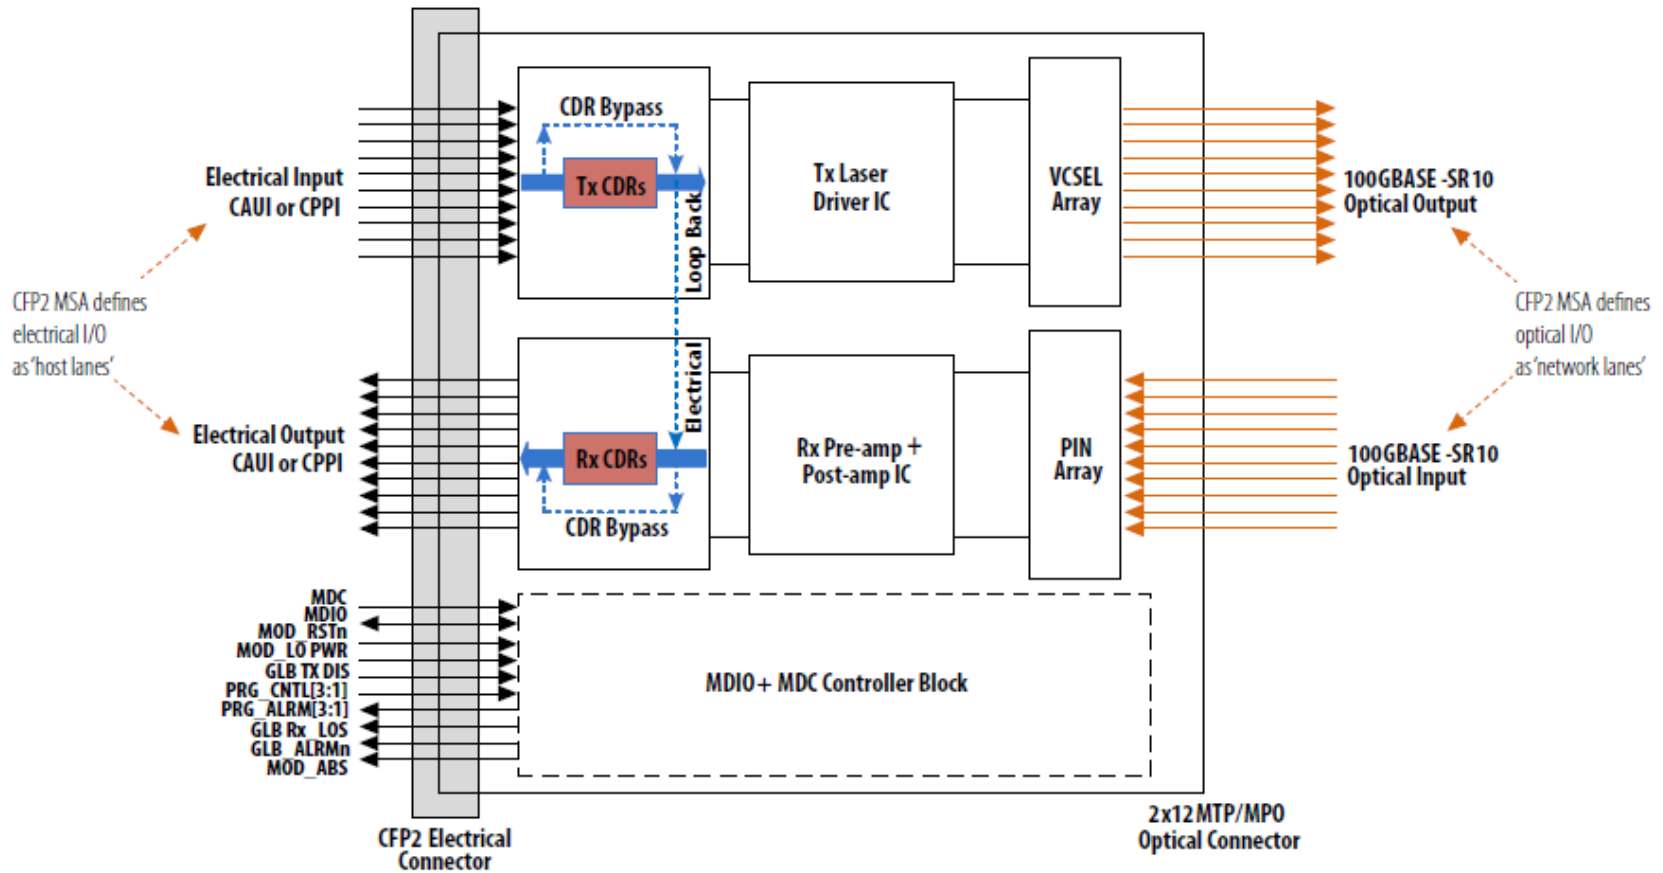 CDR Bypass
Tx CDRs
Electrical Input
CAUI or CPPI
Tx Laser
Driver IC
VCSEL
Array
100GBASE -SR10
Optical Output
Electrical Loop Back
CFP2 MSA defines
electrical I/O
as 'host lanes'
CFP2 MSA defines
optical I/O
as 'network lanes'
Electrical Output
CAUI or CPPI
Rx CDRs
CDR Bypass
Rx Pre-amp +
Post-amp IC
PIN
Array
100GBASE -SR10
Optical Input
MDC
MDIO
MOD_RSTn
MOD_LO PWR
GLB TX DIS
PRG_CNTL[3:1]
PRG_ALRM[3:1]
GLB Rx_LOS
GLB_ALRMn
MOD_ABS
MDIO + MDC Controller Block
CFP2 Electrical
Connector
2x12 MTP/MPO
Optical Connector